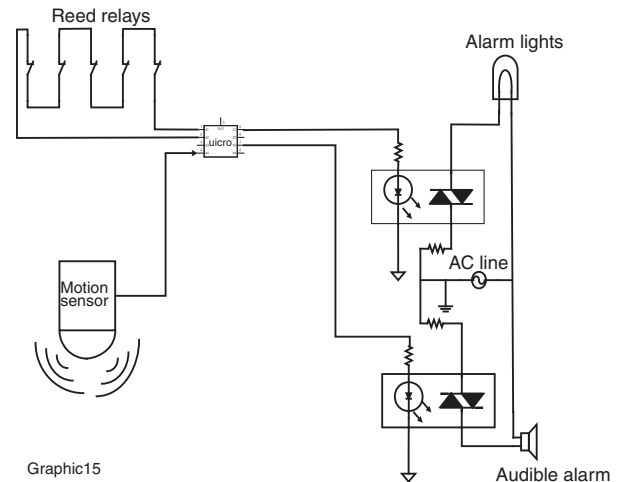 Reed relays
Alarm lights
uicro
AC line
Motion
sensor
Graphic15
Audible alarm